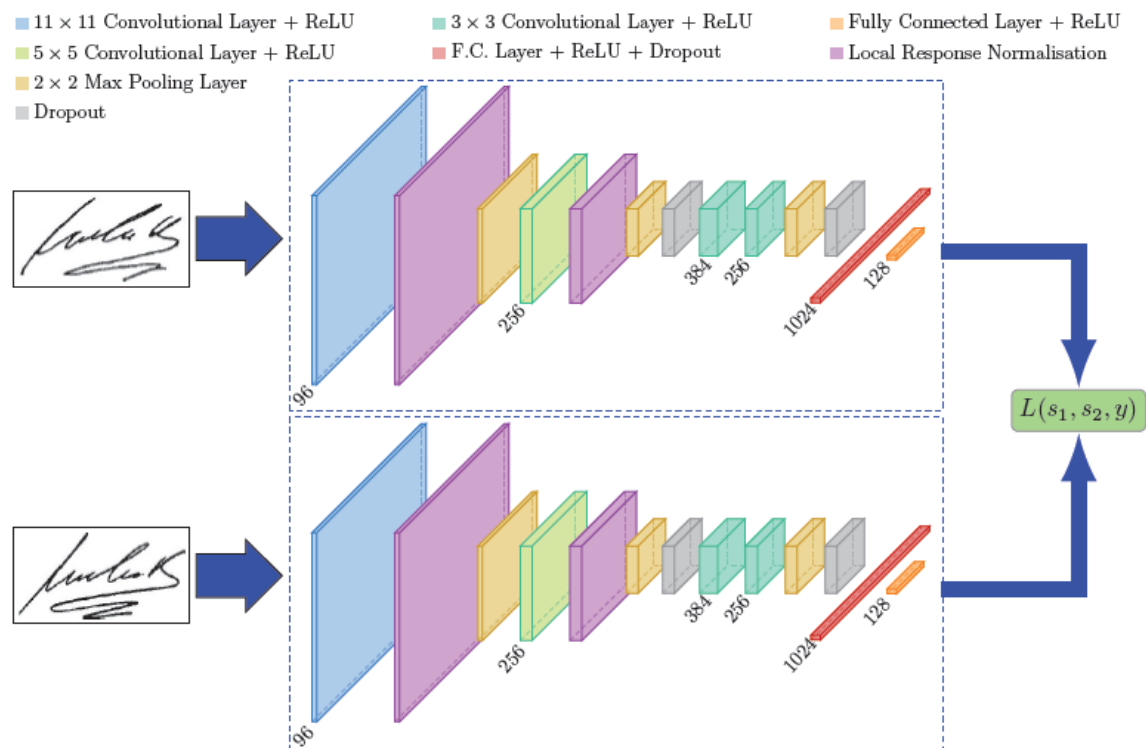 11 × 11 Convolutional Layer + ReLU
3 × 3 Convolutional Layer + ReLU
Fully Connected Layer + ReLU
5 × 5 Convolutional Layer + ReLU
F.C. Layer + ReLU + Dropout
Local Response Normalisation
2 × 2 Max Pooling Layer
Dropout
96
256
384
256
1024
128
L(s₁, s₂, y)
96
256
384
256
1024
128